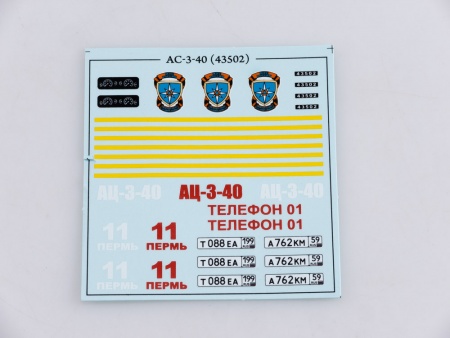 АС-3-40 (43502)
43502
43502
43502
43502
АЦ-3-40 АЦ-3-40 АЦ-3-40
ТЕЛЕФОН 01
ТЕЛЕФОН 01
11 11
ПЕРМЬ ПЕРМЬ
Т 088 ЕА 199 А 762 КМ 59
Т 088 ЕА 199 А 762 КМ 59
11 11
ПЕРМЬ ПЕРМЬ
Т 088 ЕА 199 А 762 КМ 59